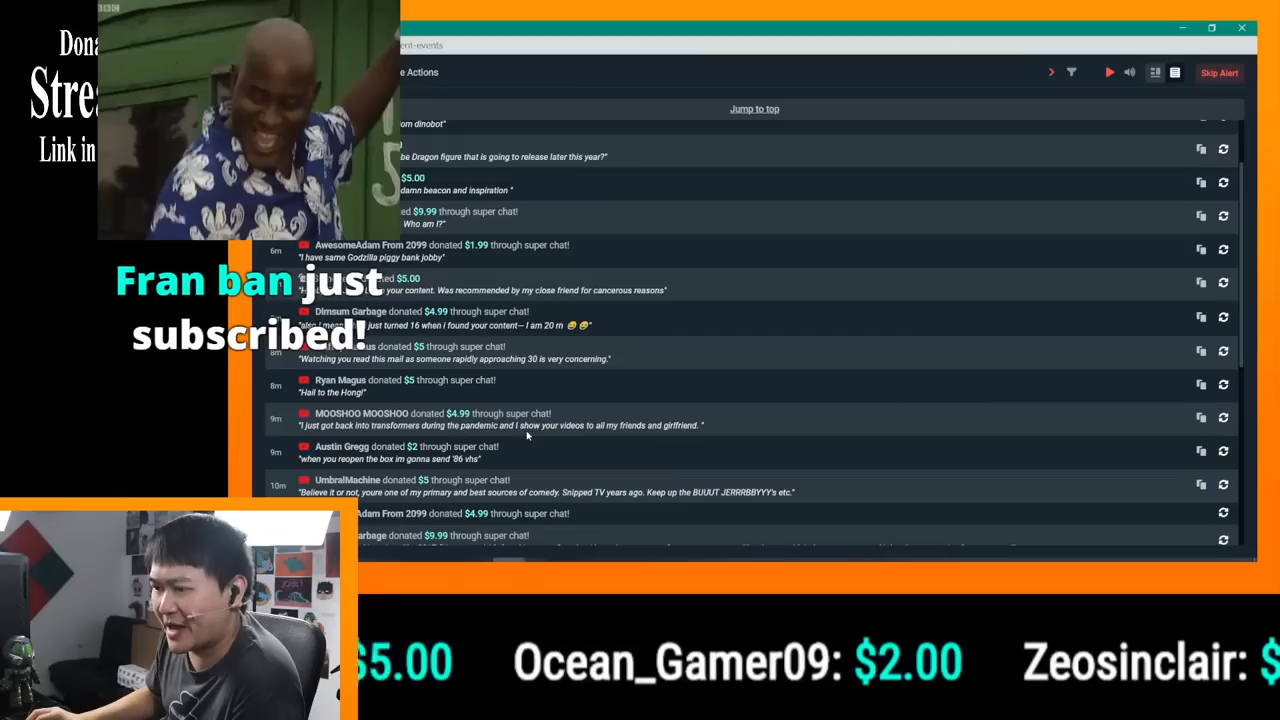 BBC
Dona
Stre
Link in
Fran ban just
subscribed!
ent-events
e Actions
Skip Alert
Jump to top
om dinobot"
be Dragon figure that is going to release later this year?"
$5.00
damn beacon and inspiration "
ed $9.99 through super chat!
Who am I?"
6m
AwesomeAdam From 2099 donated $1.99 through super chat!
"I have same Godzilla piggy bank jobby"
$5.00
your content. Was recommended by my close friend for cancerous reasons"
Dimsum Garbage donated $4.99 through super chat!
just turned 16 when i found your content-- I am 20 rn 🤣 🤣"
8m
donated $5 through super chat!
"Watching you read this mail as someone rapidly approaching 30 is very concerning."
8m
Ryan Magus donated $5 through super chat!
"Hail to the Hong!"
9m
MOOSHOO MOOSHOO donated $4.99 through super chat!
"I just got back into transformers during the pandemic and I show your videos to all my friends and girlfriend. "
9m
Austin Gregg donated $2 through super chat!
"when you reopen the box im gonna send '86 vhs"
10m
UmbralMachine donated $5 through super chat!
"Believe it or not, youre one of my primary and best sources of comedy. Snipped TV years ago. Keep up the BUUUT JERRRBBYYY's etc."
Adam From 2099 donated $4.99 through super chat!
arbage donated $9.99 through super chat!
$5.00 Ocean_Gamer09: $2.00 Zeosinclair: $